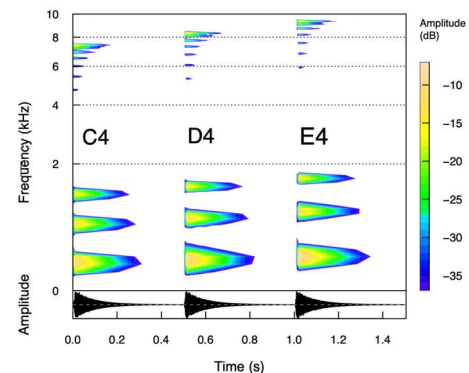 Amplitude
(dB)
10
8
6
4
2
0
Frequency (kHz)
C4 D4 E4
−10
−15
−20
−25
−30
−35
Amplitude
0.0 0.2 0.4 0.6 0.8 1.0 1.2 1.4
Time (s)